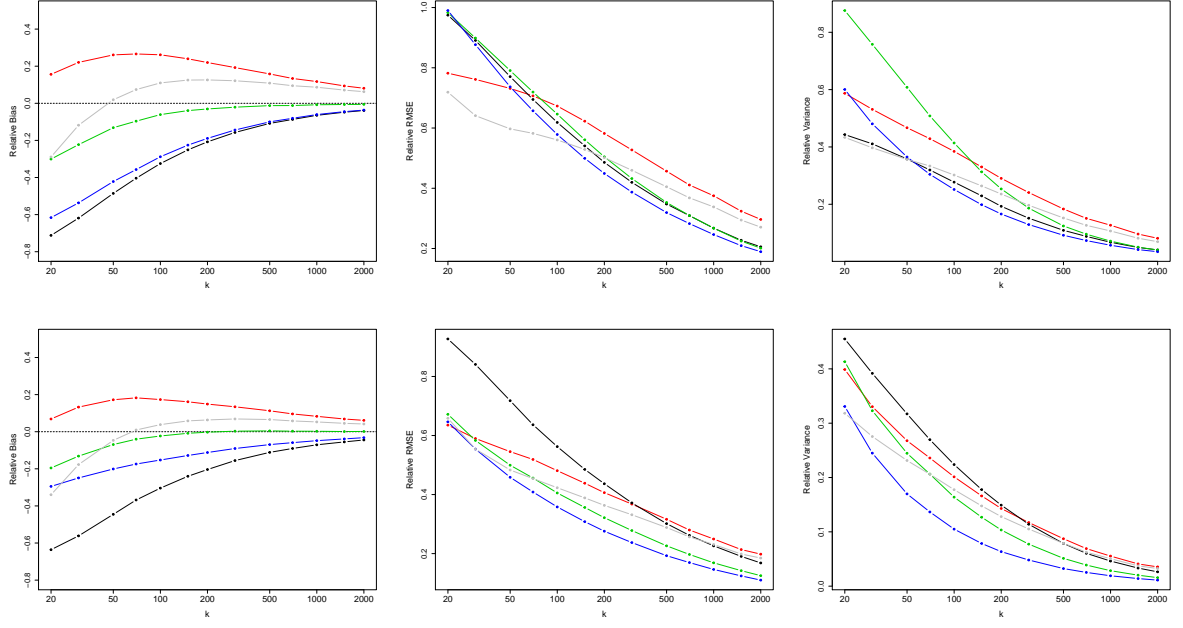 Relative Bias
-0.8 -0.6 -0.4 -0.2 0.0 0.2 0.4
20 50 100 200 500 1000 2000
k
Relative RMSE
0.2 0.4 0.6 0.8 1.0
20 50 100 200 500 1000 2000
k
Relative Variance
0.2 0.4 0.6 0.8
20 50 100 200 500 1000 2000
k
Relative Bias
-0.8 -0.6 -0.4 -0.2 0.0 0.2 0.4
20 50 100 200 500 1000 2000
k
Relative RMSE
0.2 0.4 0.6 0.8
20 50 100 200 500 1000 2000
k
Relative Variance
0.0 0.1 0.2 0.3 0.4
20 50 100 200 500 1000 2000
k